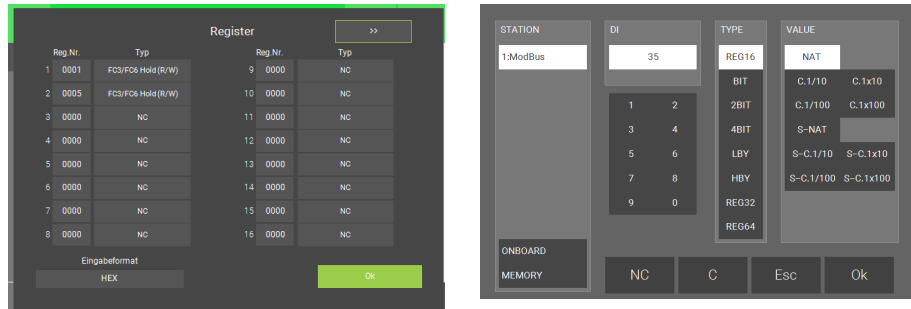 Register >>
Reg.Nr. Typ Reg.Nr. Typ
1 0001 FC3/FC6 Hold (R/W) 9 0000 NC
2 0005 FC3/FC6 Hold (R/W) 10 0000 NC
3 0000 NC 11 0000 NC
4 0000 NC 12 0000 NC
5 0000 NC 13 0000 NC
6 0000 NC 14 0000 NC
7 0000 NC 15 0000 NC
8 0000 NC 16 0000 NC
Eingabeformat
HEX Ok
STATION DI TYPE VALUE
1:ModBus 35 REG16 NAT
BIT C.1/10 C.1x10
1 2 2BIT C.1/100 C.1x100
3 4 4BIT S-NAT
5 6 LBY S-C.1/10 S-C.1x10
7 8 HBY S-C.1/100 S-C.1x100
9 0 REG32
REG64
ONBOARD
MEMORY NC C Esc Ok